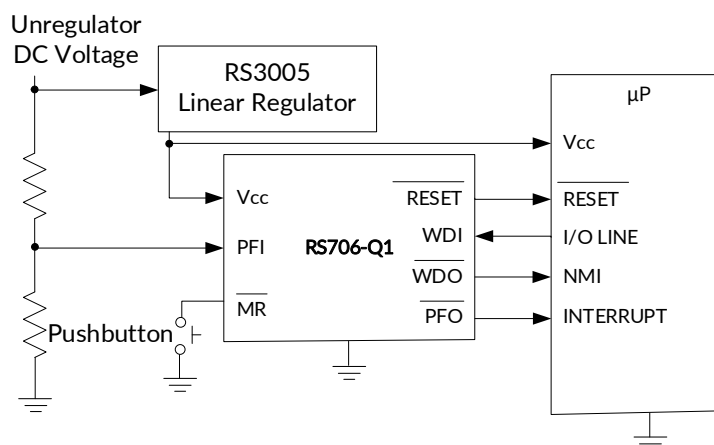 Unregulator
DC Voltage
RS3005
Linear Regulator
μP
Vcc
Vcc
RESET
RESET
PFI
RS706-Q1
WDI
I/O LINE
WDO
NMI
MR
PFO
INTERRUPT
Pushbutton